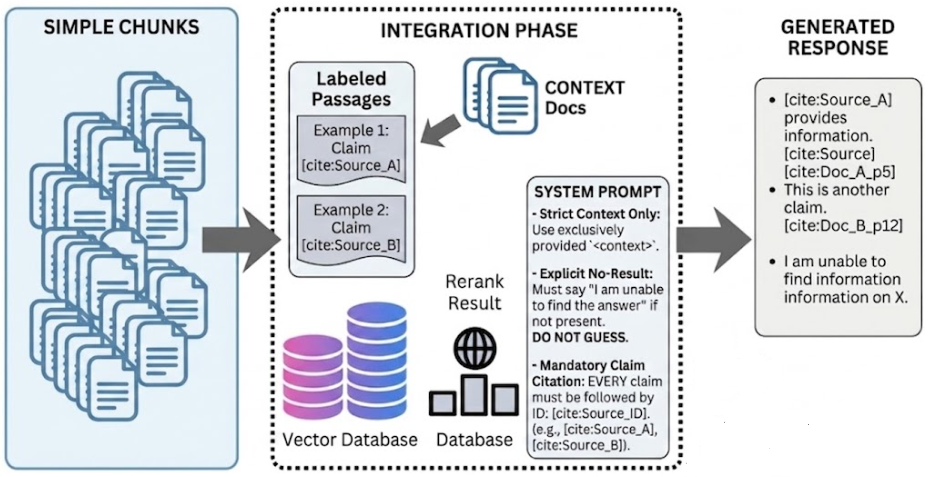 SIMPLE CHUNKS
INTEGRATION PHASE
Labeled
Passages
Example 1:
Claim
[cite:Source_A]
Example 2:
Claim
[cite:Source_B]
CONTEXT
Docs
Vector Database
Rerank
Result
Database
SYSTEM PROMPT
- Strict Context Only:
Use exclusively
provided `<context>`.
- Explicit No-Result:
Must say "I am unable
to find the answer" if
not present.
DO NOT GUESS.
- Mandatory Claim
Citation: EVERY claim
must be followed by
ID: [cite:Source_ID].
(e.g., [cite:Source_A],
[cite:Source_B]).
GENERATED
RESPONSE
• [cite:Source_A]
provides
information.
[cite:Source]
[cite:Doc_A_p5]
• This is another
claim.
[cite:Doc_B_p12]
• I am unable to
find information
information on X.